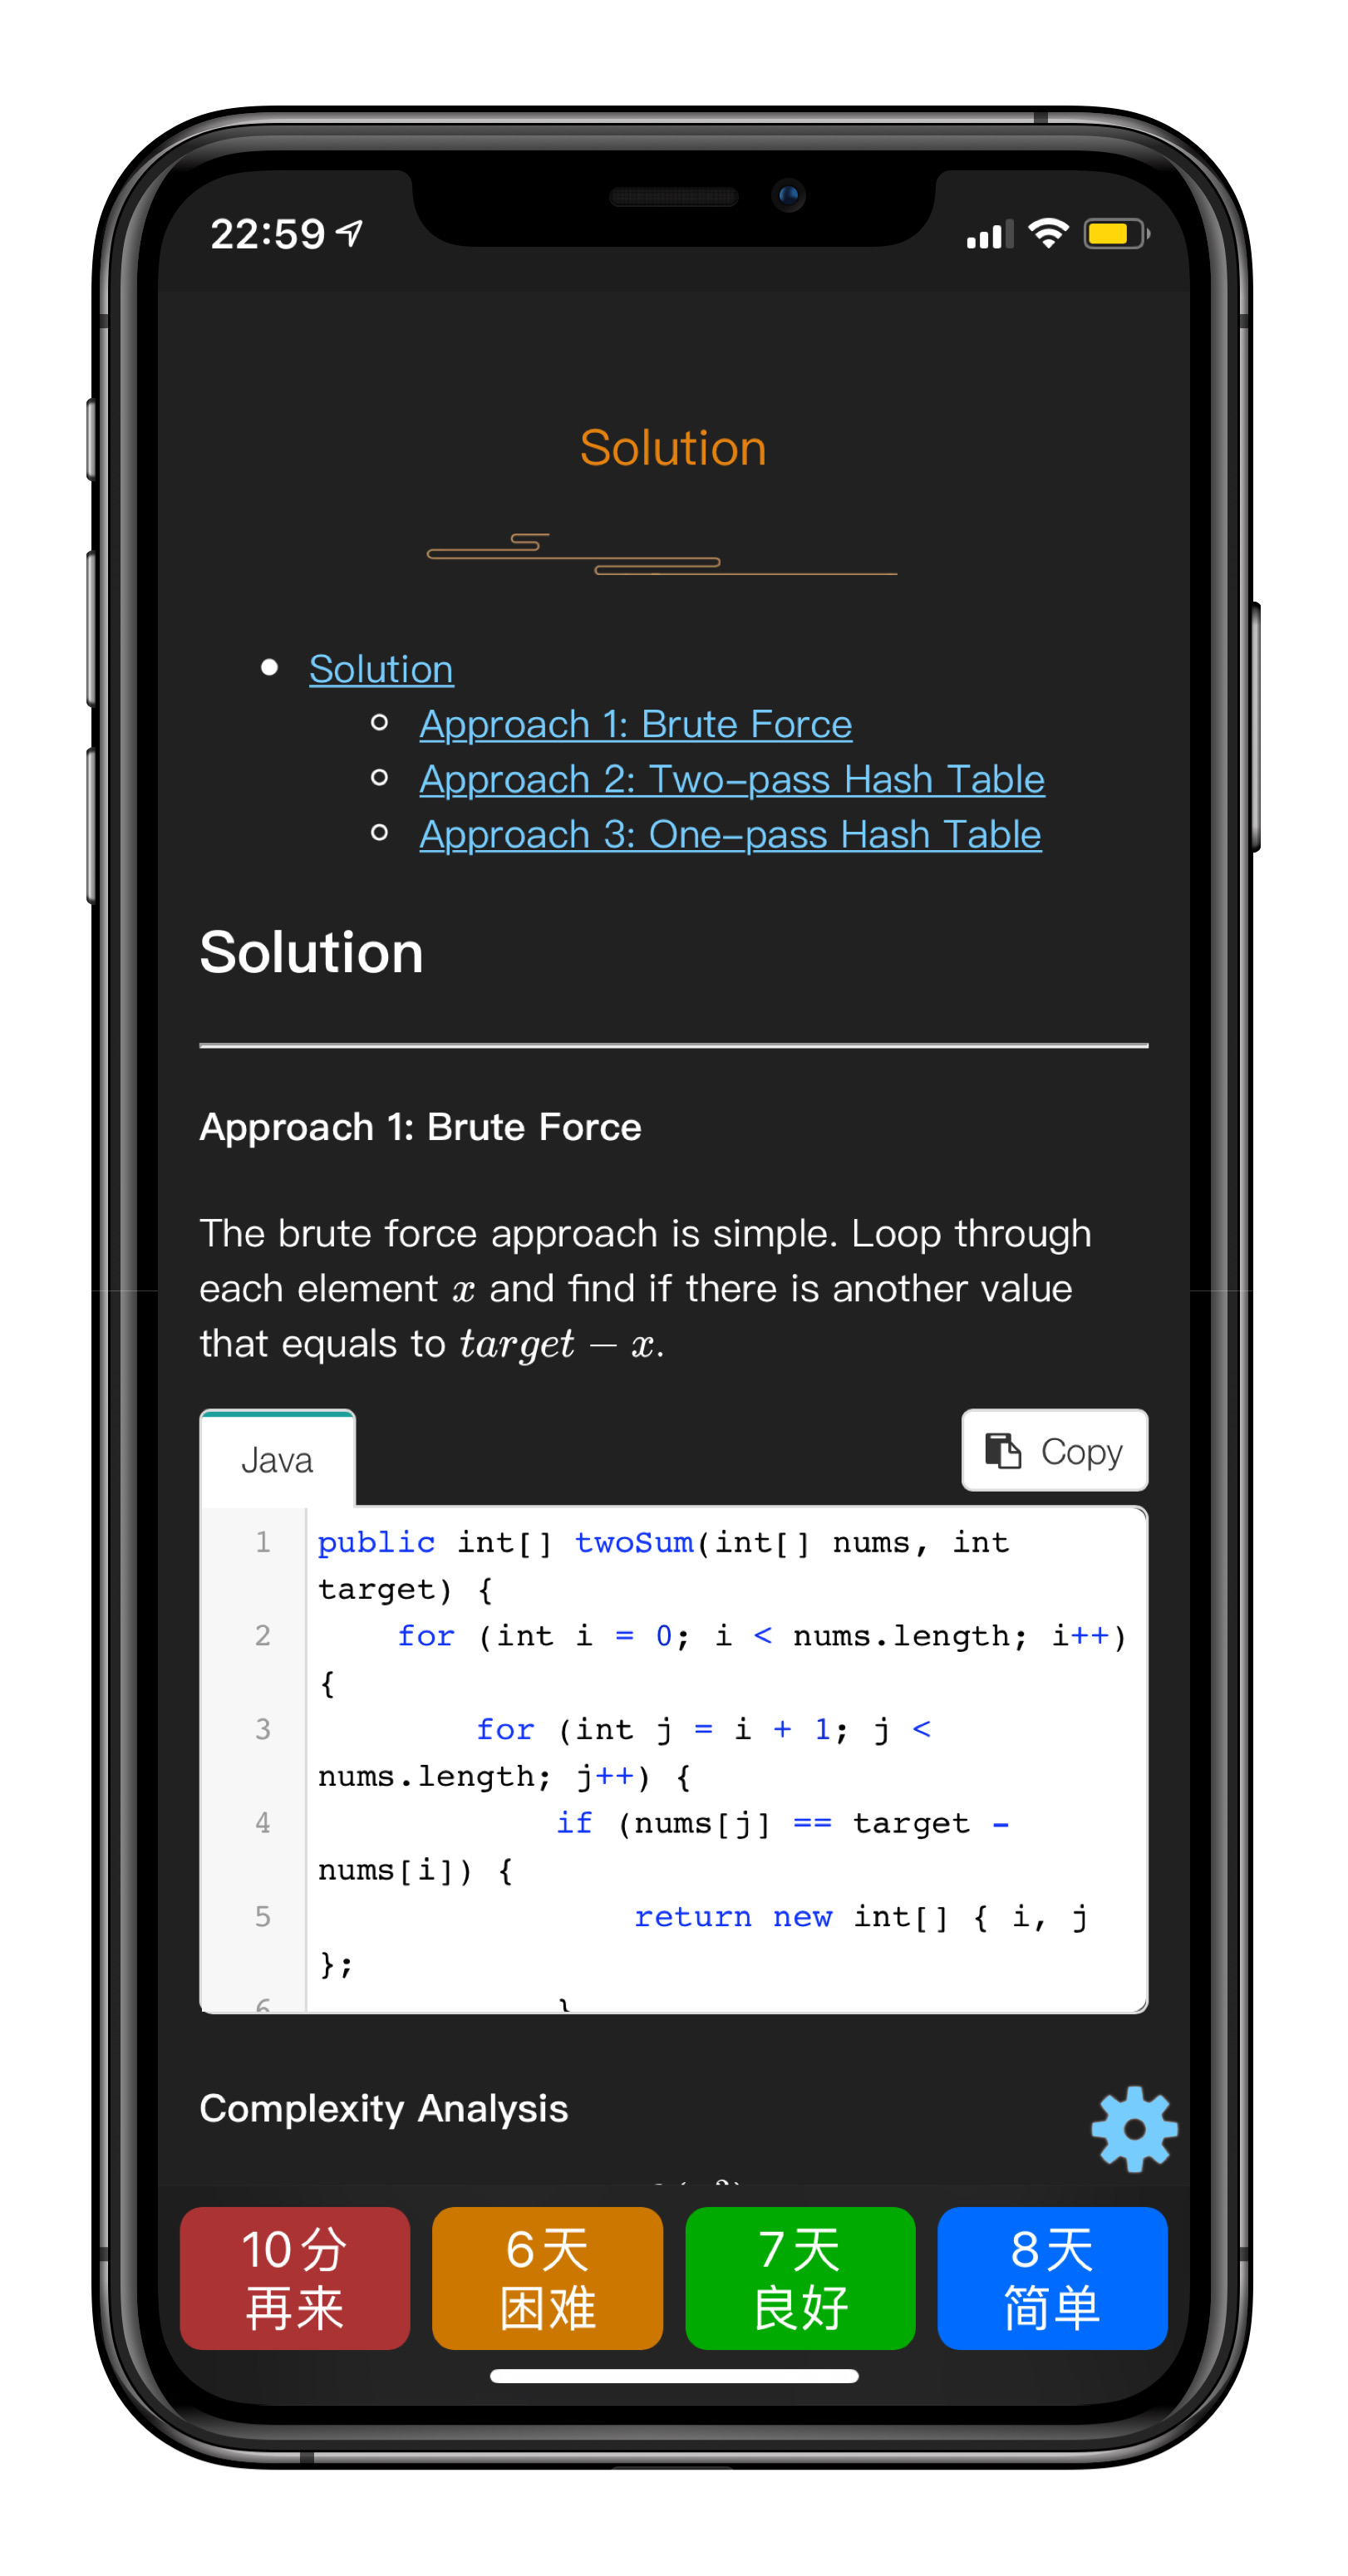 22:59
Solution
Solution
Approach 1: Brute Force
Approach 2: Two-pass Hash Table
Approach 3: One-pass Hash Table
Solution
Approach 1: Brute Force
The brute force approach is simple. Loop through
each element x and find if there is another value
that equals to target − x.
Java
Copy
1 public int[] twoSum(int[] nums, int
target) {
2 for (int i = 0; i < nums.length; i++)
{
3 for (int j = i + 1; j <
nums.length; j++) {
4 if (nums[j] == target -
nums[i]) {
5 return new int[] { i, j
};
6 }
Complexity Analysis
10分 6天 7天 8天
再来 困难 良好 简单